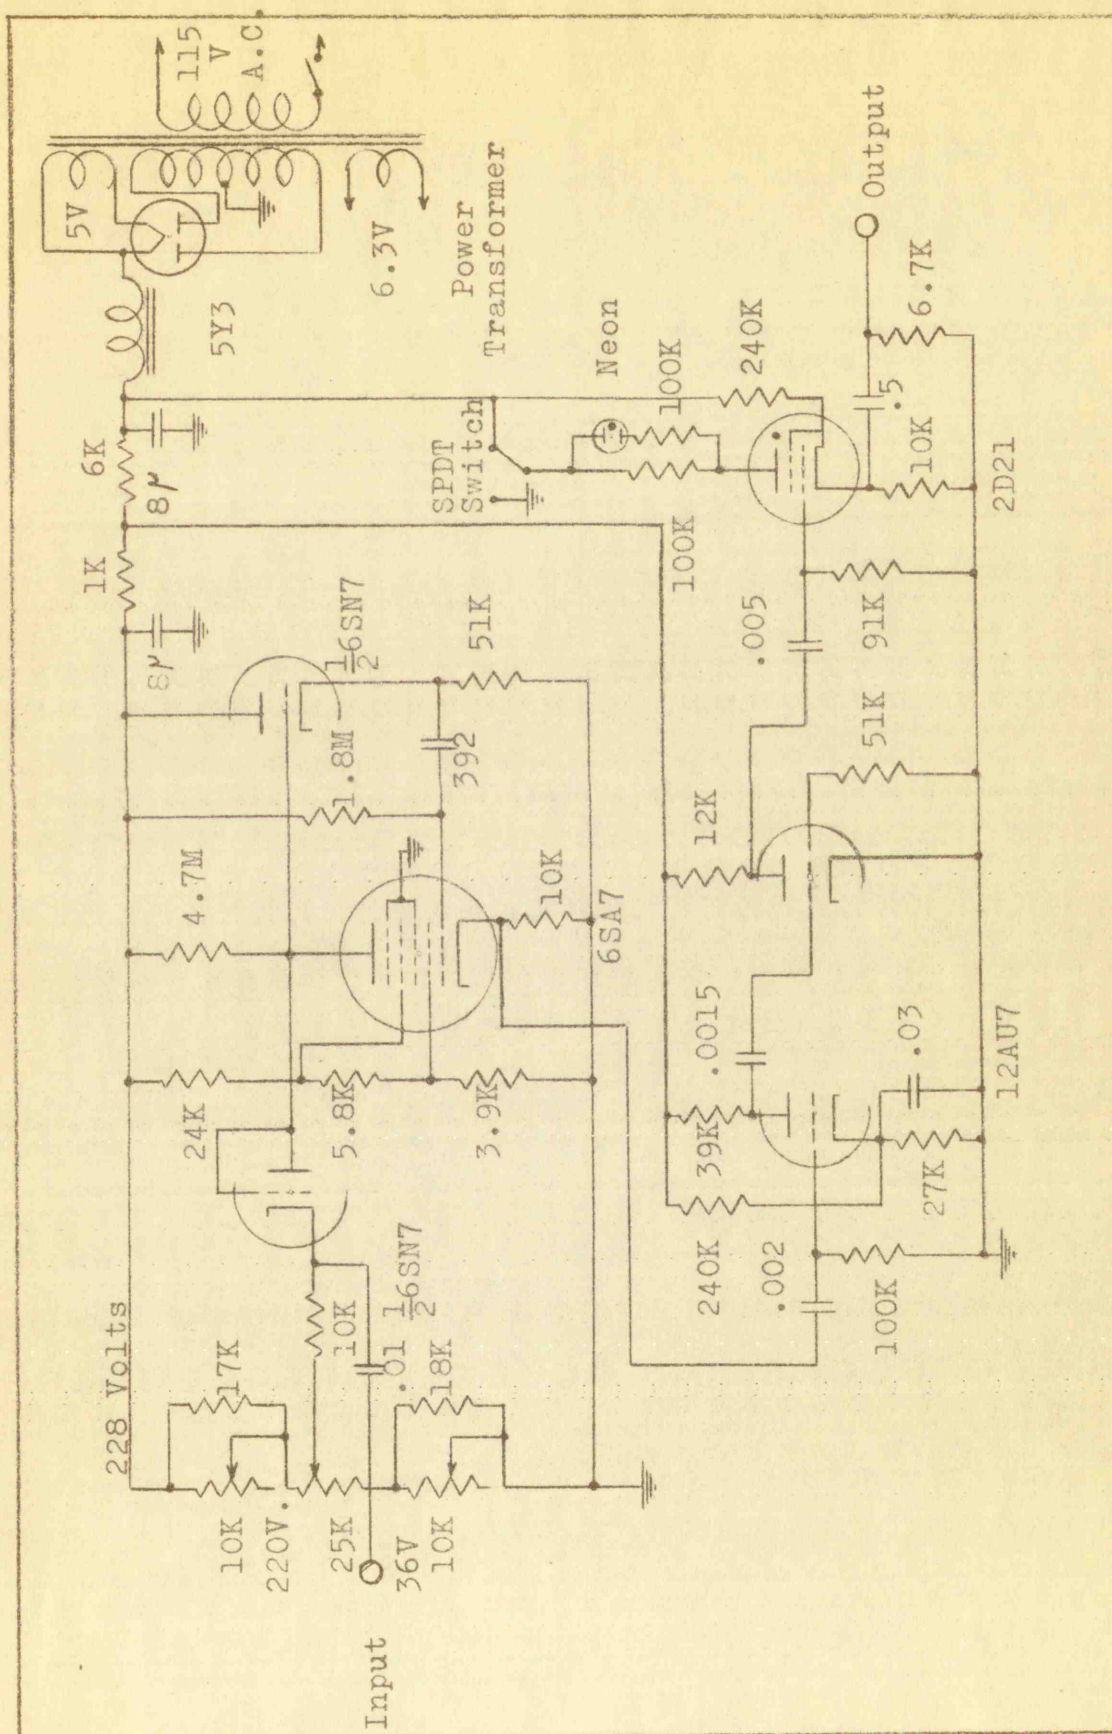 228 Volts
Input
10K
220V.
25K
36V
10K
17K
10K
.01
18K
½6SN7
24K
5.8K
3.9K
4.7M
1.8M
392
10K
6SA7
½6SN7
51K
8μ
1K
8μ
6K
5Y3
5V
6.3V
115
V
A.C.
Power
Transformer
SPDT
Switch
Neon
100K
100K
240K
240K
.002
100K
39K
.0015
27K
.03
12AU7
12K
51K
.005
91K
10K
.5
6.7K
2D21
Output